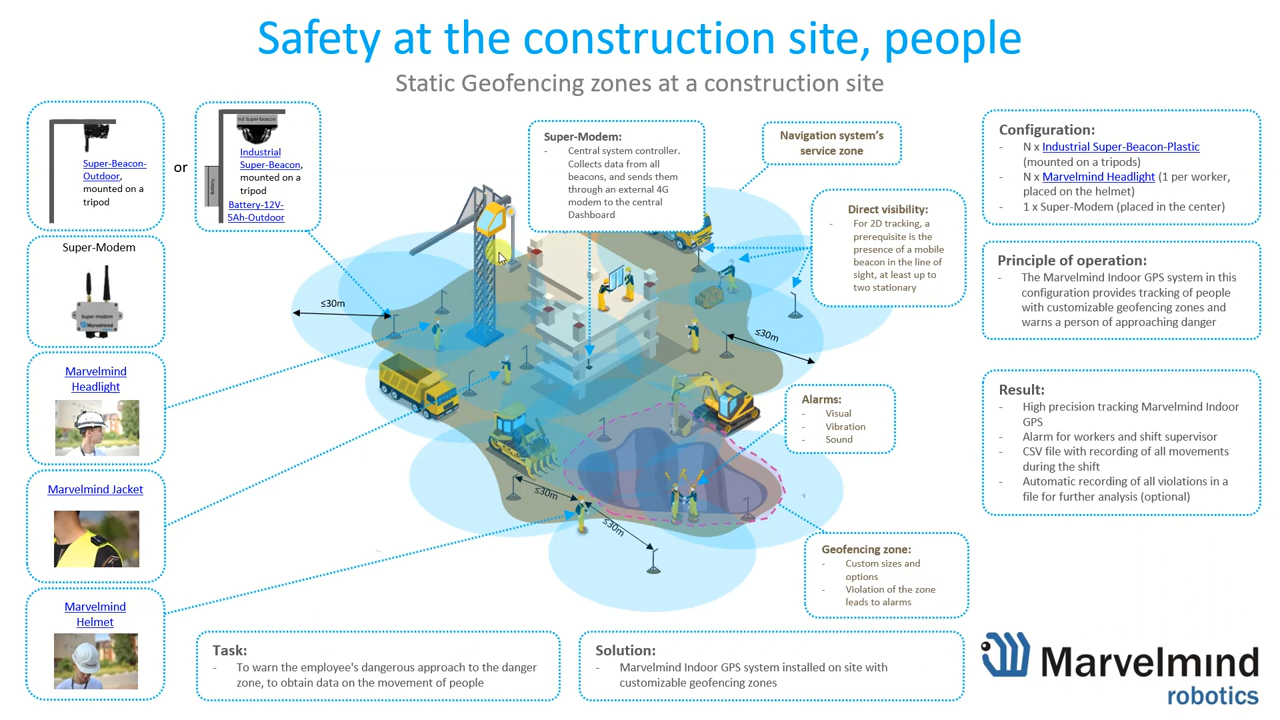 Safety at the construction site, people
Static Geofencing zones at a construction site
Super-Beacon-
Outdoor,
mounted on a
tripod
or
Ind.Super-beacon
Battery
Industrial
Super-Beacon,
mounted on a
tripod
Battery-12V-
5Ah-Outdoor
Super-Modem
Super-modem
Marvelmind
Marvelmind
Headlight
Marvelmind Jacket
Marvelmind
Helmet
Super-Modem:
- Central system controller.
Collects data from all
beacons, and sends them
through an external 4G
modem to the central
Dashboard
Navigation system's
service zone
Direct visibility:
- For 2D tracking, a
prerequisite is the
presence of a mobile
beacon in the line of
sight, at least up to
two stationary
≤30m
≤30m
≤30m
≤30m
Alarms:
- Visual
- Vibration
- Sound
Geofencing zone:
- Custom sizes and
options
- Violation of the zone
leads to alarms
Configuration:
- N x Industrial Super-Beacon-Plastic
(mounted on a tripods)
- N x Marvelmind Headlight (1 per worker,
placed on the helmet)
- 1 x Super-Modem (placed in the center)
Principle of operation:
- The Marvelmind Indoor GPS system in this
configuration provides tracking of people
with customizable geofencing zones and
warns a person of approaching danger
Result:
- High precision tracking Marvelmind Indoor
GPS
- Alarm for workers and shift supervisor
- CSV file with recording of all movements
during the shift
- Automatic recording of all violations in a
file for further analysis (optional)
Task:
- To warn the employee's dangerous approach to the danger
zone, to obtain data on the movement of people
Solution:
- Marvelmind Indoor GPS system installed on site with
customizable geofencing zones
Marvelmind
robotics